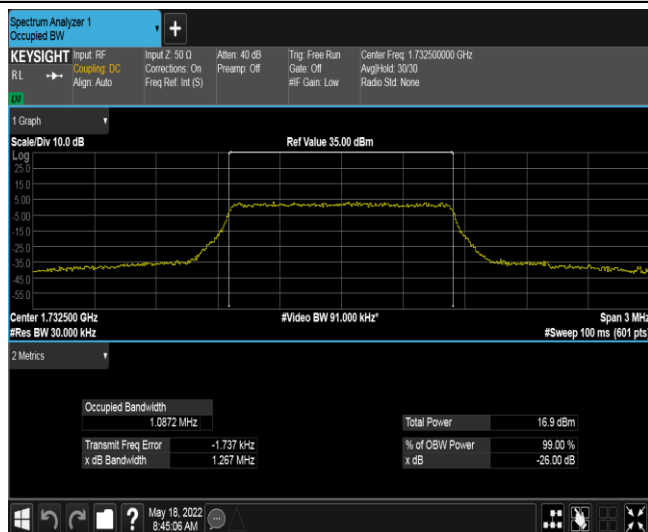 Spectrum Analyzer 1
Occupied BW
KEYSIGHT Input: RF Input Z: 50 Ω Atten: 40 dB Trig: Free Run Center Freq: 1.732500000 GHz
RL Coupling: DC Corrections: On Preamp: Off Gate: Off Avg|Hold: 30/30
Align: Auto Freq Ref: Int (S) #IF Gain: Low Radio Std: None
1 Graph
Scale/Div 10.0 dB Ref Value 35.00 dBm
Log
25.0
15.0
5.00
-5.00
-15.0
-25.0
-35.0
-45.0
-55.0
Center 1.732500 GHz #Video BW 91.000 kHz* Span 3 MHz
#Res BW 30.000 kHz #Sweep 100 ms (601 pts)
2 Metrics
Occupied Bandwidth
1.0872 MHz Total Power 16.9 dBm
Transmit Freq Error -1.737 kHz % of OBW Power 99.00 %
x dB Bandwidth 1.267 MHz x dB -26.00 dB
May 18, 2022
8:45:06 AM